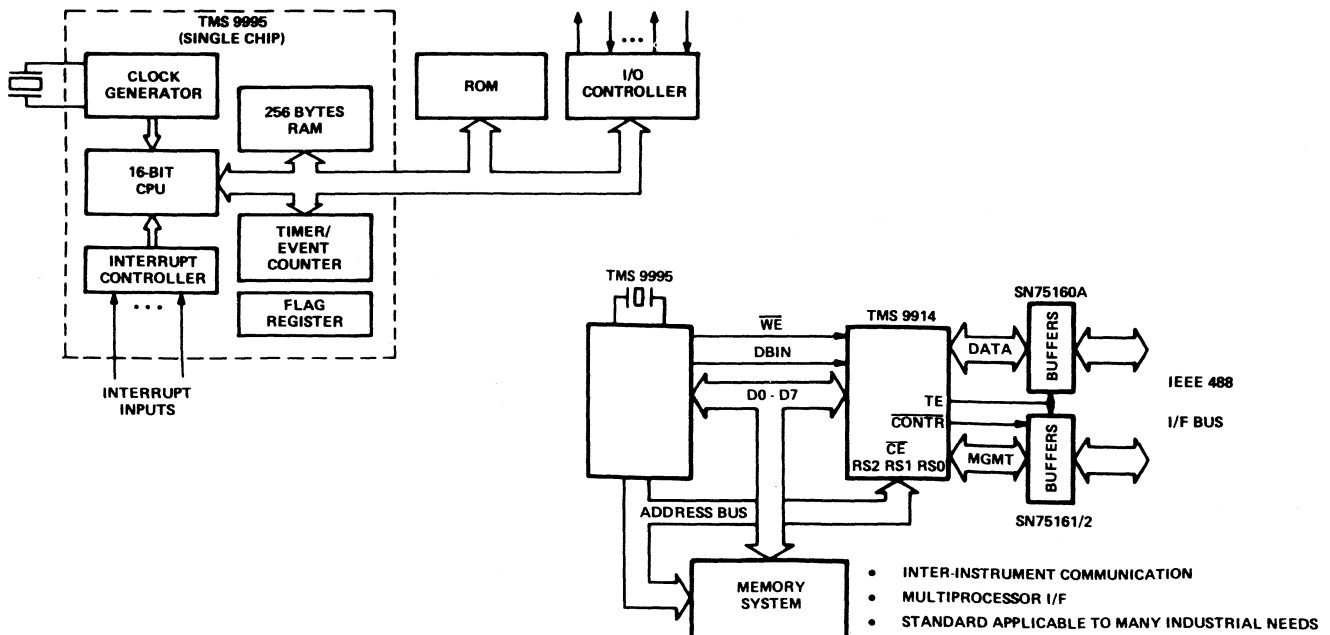 TMS 9995
(SINGLE CHIP)
CLOCK
GENERATOR
256 BYTES
RAM
16-BIT
CPU
TIMER/
EVENT
COUNTER
INTERRUPT
CONTROLLER
...
FLAG
REGISTER
INTERRUPT
INPUTS
ROM
...
I/O
CONTROLLER
TMS 9995
WE
DBIN
D0 - D7
TMS 9914
TE
CONTR
CE
RS2 RS1 RS0
DATA
MGMT
SN75160A
BUFFERS
BUFFERS
SN75161/2
IEEE 488
I/F BUS
ADDRESS BUS
MEMORY
SYSTEM
• INTER-INSTRUMENT COMMUNICATION
• MULTIPROCESSOR I/F
• STANDARD APPLICABLE TO MANY INDUSTRIAL NEEDS